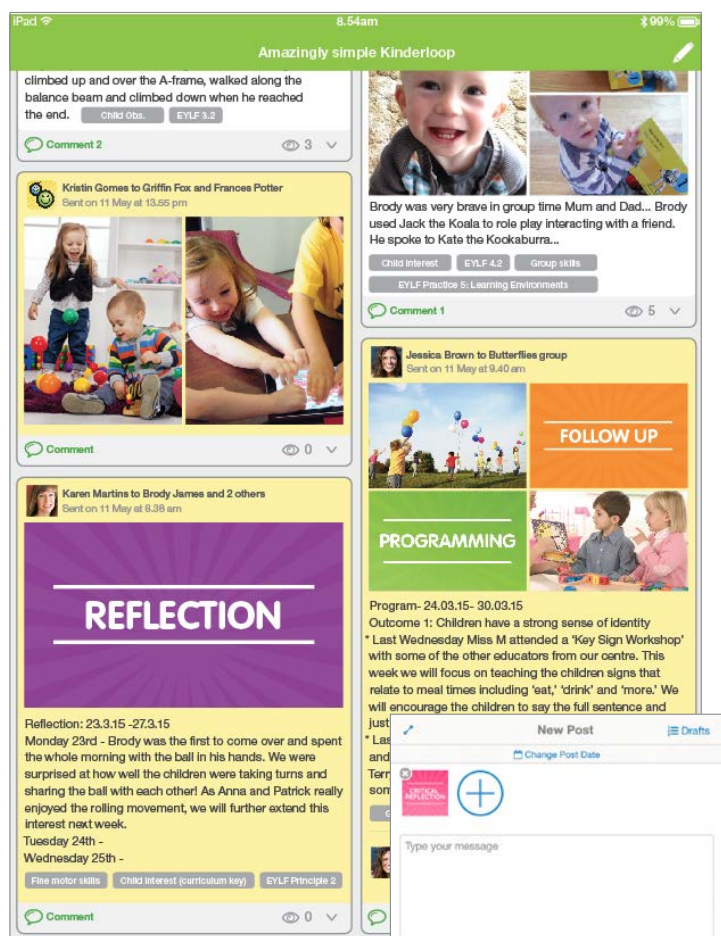 iPad
8.54am
99%
Amazingly simple Kinderloop
climbed up and over the A-frame, walked along the
balance beam and climbed down when he reached
the end. Child Obs. EYLF 3.2
Comment 2
3
Kristin Gomes to Griffin Fox and Frances Potter
Sent on 11 May at 13.55 pm
Comment
0
Karen Martins to Brody James and 2 others
Sent on 11 May at 8.38 am
REFLECTION
Reflection: 23.3.15 -27.3.15
Monday 23rd - Brody was the first to come over and spent
the whole morning with the ball in his hands. We were
surprised at how well the children were taking turns and
sharing the ball with each other! As Anna and Patrick really
enjoyed the rolling movement, we will further extend this
interest next week.
Tuesday 24th -
Wednesday 25th -
Fine motor skills Child Interest (curriculum key) EYLF Principle 2
Comment
0
Brody was very brave in group time Mum and Dad... Brody
used Jack the Koala to role play interacting with a friend.
He spoke to Kate the Kookaburra...
Child Interest EYLF 4.2 Group skills
EYLF Practice 5: Learning Environments
Comment 1
5
Jessica Brown to Butterflies group
Sent on 11 May at 9.40 am
FOLLOW UP
PROGRAMMING
Program- 24.03.15- 30.03.15
Outcome 1: Children have a strong sense of identity
* Last Wednesday Miss M attended a ‘Key Sign Workshop’
with some of the other educators from our centre. This
week we will focus on teaching the children signs that
relate to meal times including ‘eat,’ ‘drink’ and ‘more.’ We
will encourage the children to say the full sentence and
New Post
Drafts
Change Post Date
CRITICAL
REFLECTION
Type your message